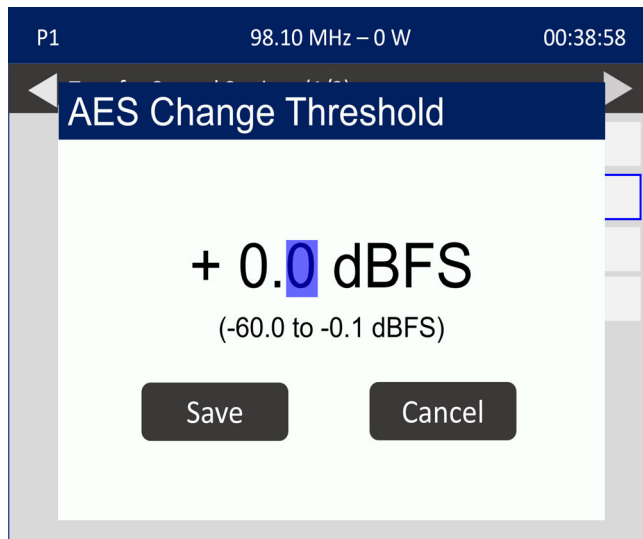 P1 98.10 MHz – 0 W 00:38:58
AES Change Threshold
+ 0.0 dBFS
(-60.0 to -0.1 dBFS)
Save Cancel